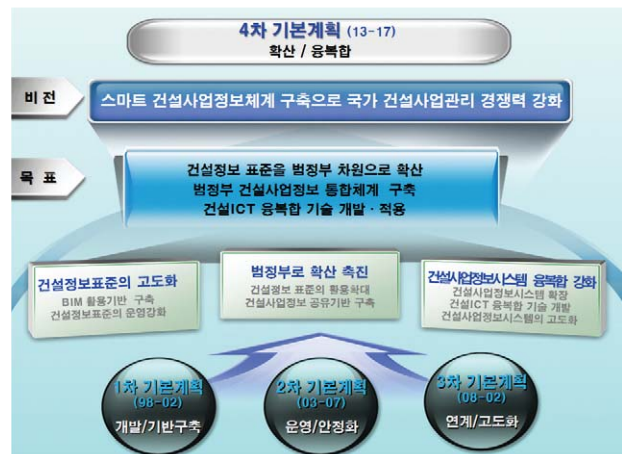 4차 기본계획 (13-17)
확산 / 융복합
비 전
스마트 건설사업정보체계 구축으로 국가 건설사업관리 경쟁력 강화
목 표
건설정보 표준을 범정부 차원으로 확산
범정부 건설사업정보 통합체계 구축
건설ICT 융복합 기술 개발 · 적용
건설정보표준의 고도화
BIM 활용기반 구축
건설정보표준의 운영강화
범정부로 확산 촉진
건설정보 표준의 활용확대
건설사업정보 공유기반 구축
건설사업정보시스템 융복합 강화
건설사업정보시스템 확장
건설ICT 융복합 기술 개발
건설사업정보시스템의 고도화
1차 기본계획
(98-02)
개발/기반구축
2차 기본계획
(03-07)
운영/안정화
3차 기본계획
(08-02)
연계/고도화